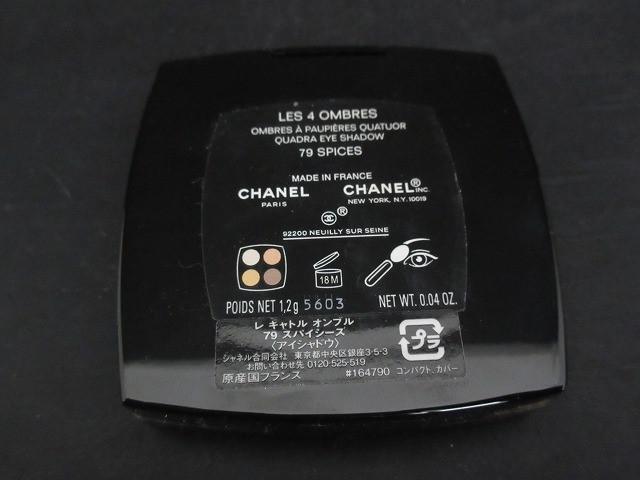 LES 4 OMBRES
OMBRES À PAUPIÈRES QUATUOR
QUADRA EYE SHADOW
79 SPICES
MADE IN FRANCE
CHANEL CHANEL® INC.
PARIS NEW YORK, N.Y. 10019
®
92200 NEUILLY SUR SEINE
18 M
POIDS NET 1,2g 5603 NET WT. 0.04 OZ.
レ キャトル オンブル
79 スパイシーズ
〈アイシャドウ〉
シャネル合同会社 東京都中央区銀座3-5-3
お問い合わせ先 0120-525-519
原産国フランス #164790
プラ
コンパクト、カバー